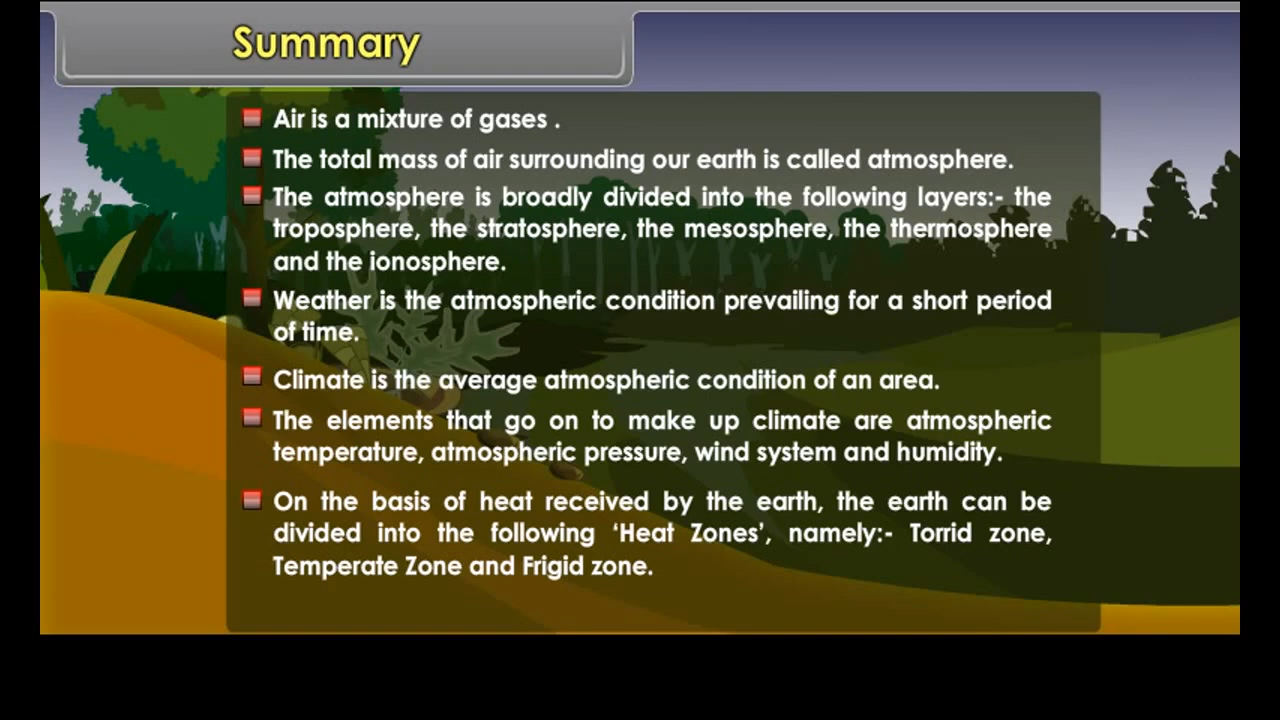 Summary
Air is a mixture of gases .
The total mass of air surrounding our earth is called atmosphere.
The atmosphere is broadly divided into the following layers:- the
troposphere, the stratosphere, the mesosphere, the thermosphere
and the ionosphere.
Weather is the atmospheric condition prevailing for a short period
of time.
Climate is the average atmospheric condition of an area.
The elements that go on to make up climate are atmospheric
temperature, atmospheric pressure, wind system and humidity.
On the basis of heat received by the earth, the earth can be
divided into the following ‘Heat Zones’, namely:- Torrid zone,
Temperate Zone and Frigid zone.